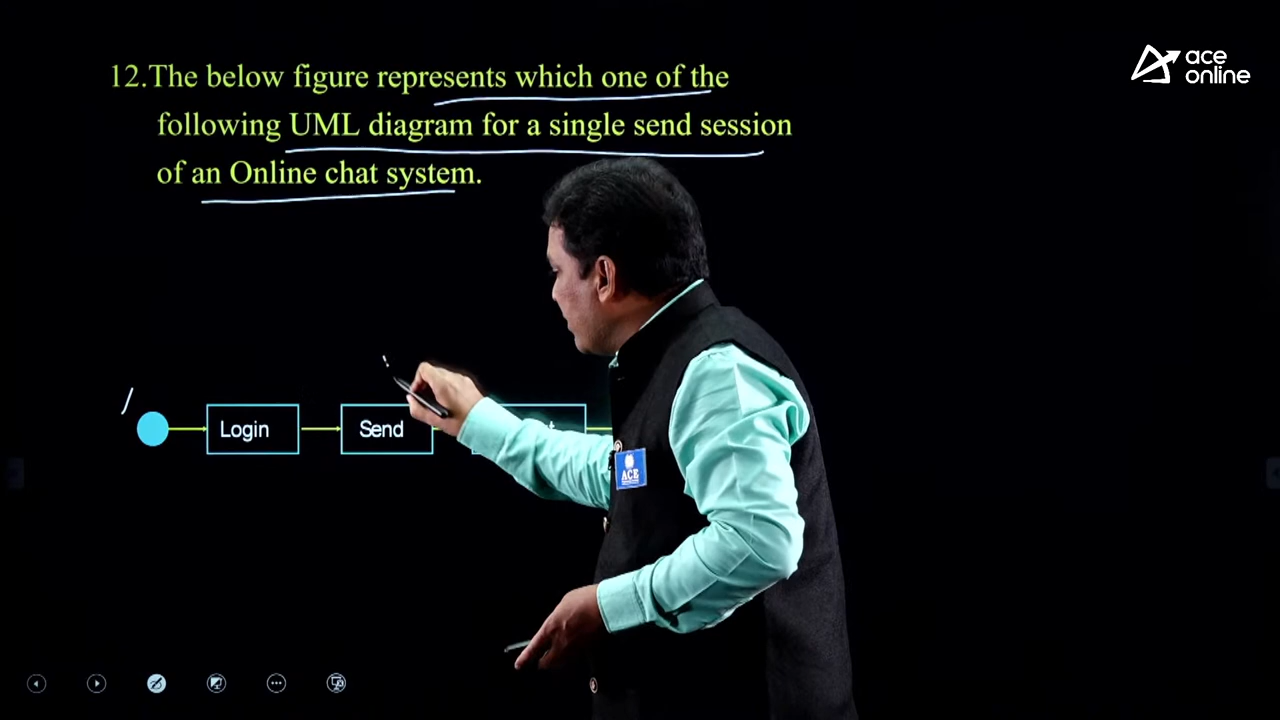 ace
online
12.The below figure represents which one of the
following UML diagram for a single send session
of an Online chat system.
Login
Send
ACE